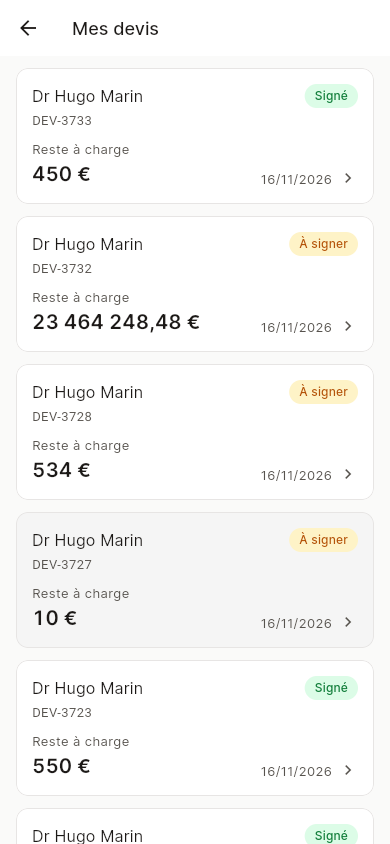 Mes devis
Dr Hugo Marin
Signé
DEV-3733
Reste à charge
450 €
16/11/2026
Dr Hugo Marin
À signer
DEV-3732
Reste à charge
23 464 248,48 €
16/11/2026
Dr Hugo Marin
À signer
DEV-3728
Reste à charge
534 €
16/11/2026
Dr Hugo Marin
À signer
DEV-3727
Reste à charge
10 €
16/11/2026
Dr Hugo Marin
Signé
DEV-3723
Reste à charge
550 €
16/11/2026
Dr Hugo Marin
Signé